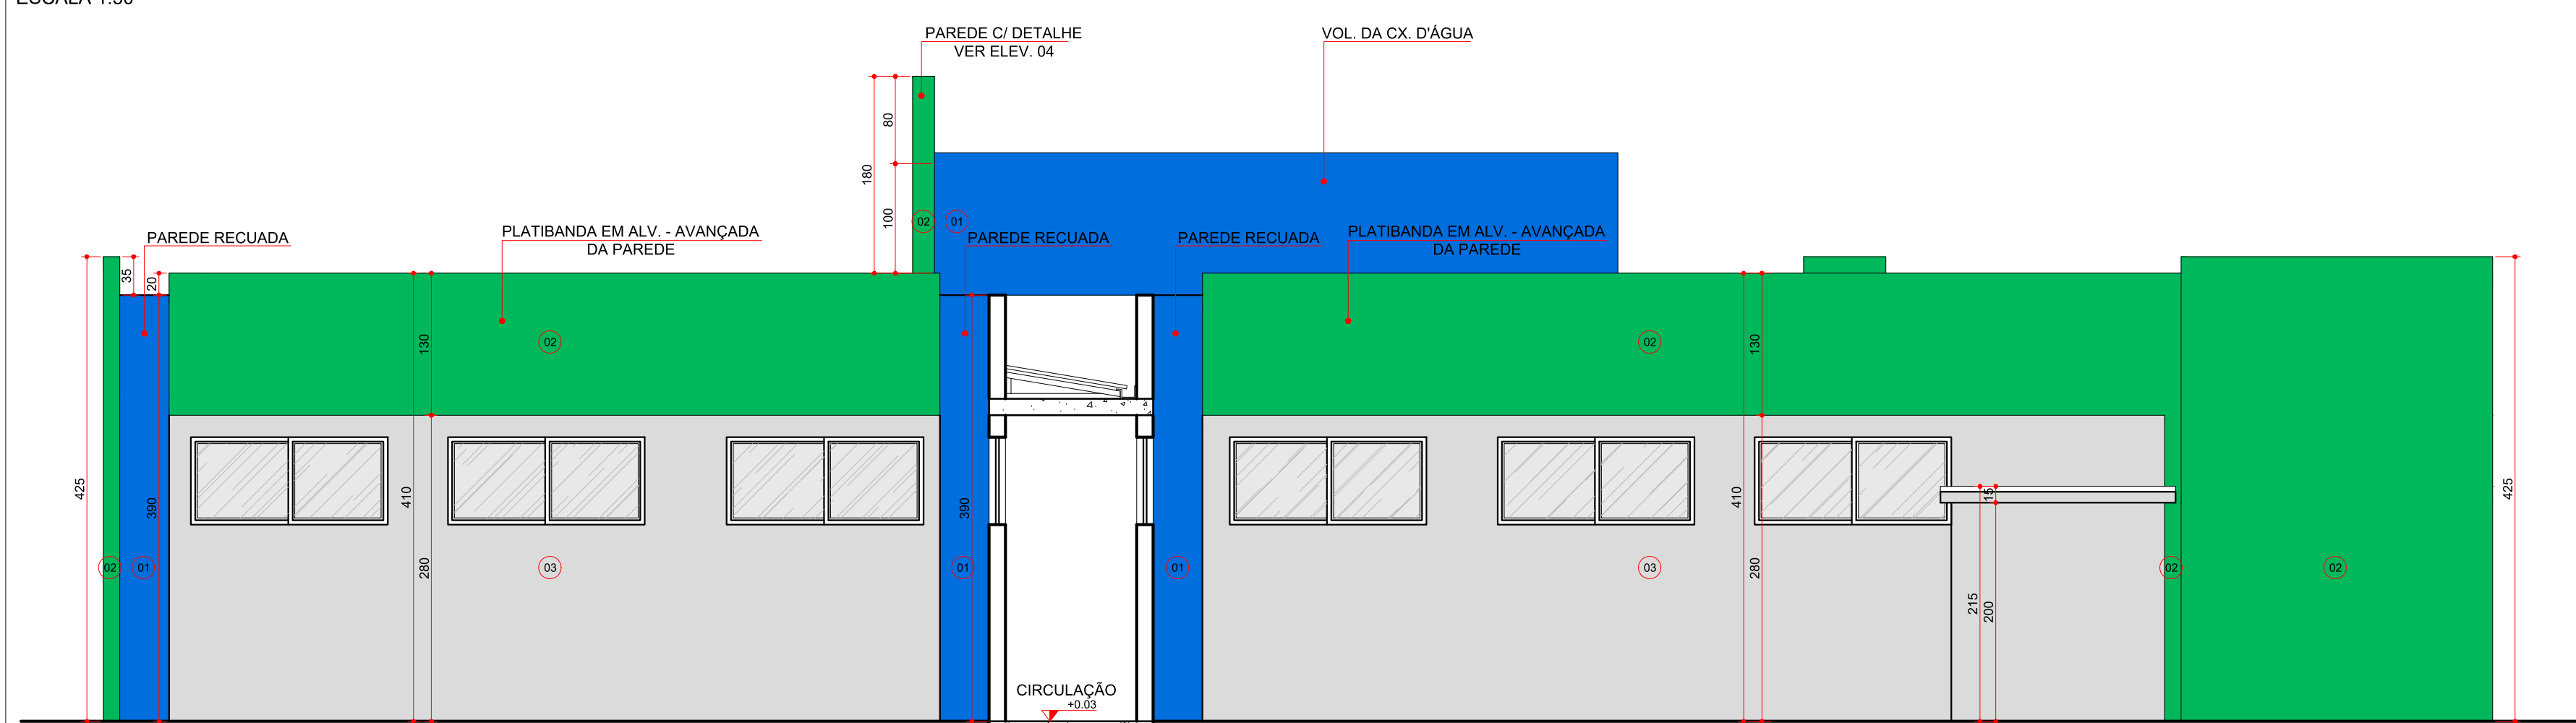 PAREDE C/ DETALHE
VER ELEV. 04
VOL. DA CX. D'ÁGUA
80
180
100
02
01
PAREDE RECUADA
PLATIBANDA EM ALV. - AVANÇADA
DA PAREDE
PAREDE RECUADA
PAREDE RECUADA
PLATIBANDA EM ALV. - AVANÇADA
DA PAREDE
35
20
130
02
02
130
425
390
410
390
410
15
425
02
01
280
03
01
01
03
280
215
200
02
02
CIRCULAÇÃO
+0.03